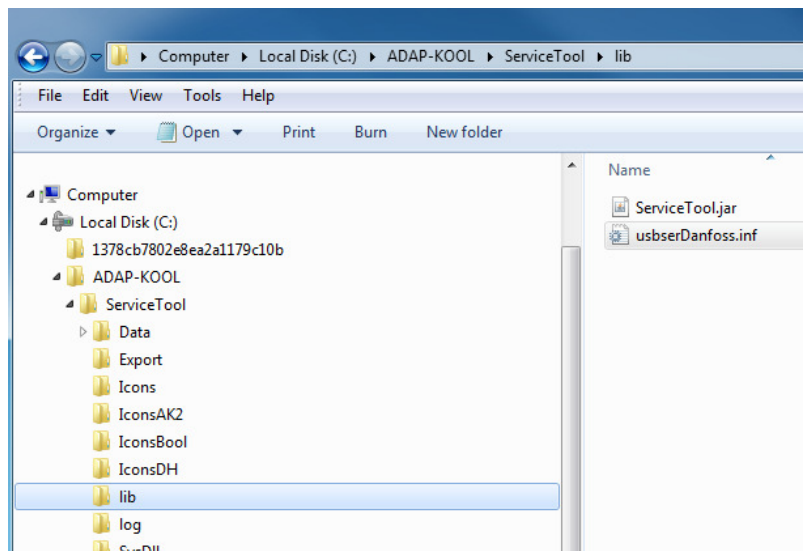 Computer Local Disk (C:) ADAP-KOOL ServiceTool lib
File Edit View Tools Help
Organize Open Print Burn New folder
Name
Computer
Local Disk (C:)
1378cb7802e8ea2a1179c10b
ADAP-KOOL
ServiceTool
Data
Export
Icons
IconsAK2
IconsBool
IconsDH
lib
log
ServiceTool.jar
usbserDanfoss.inf